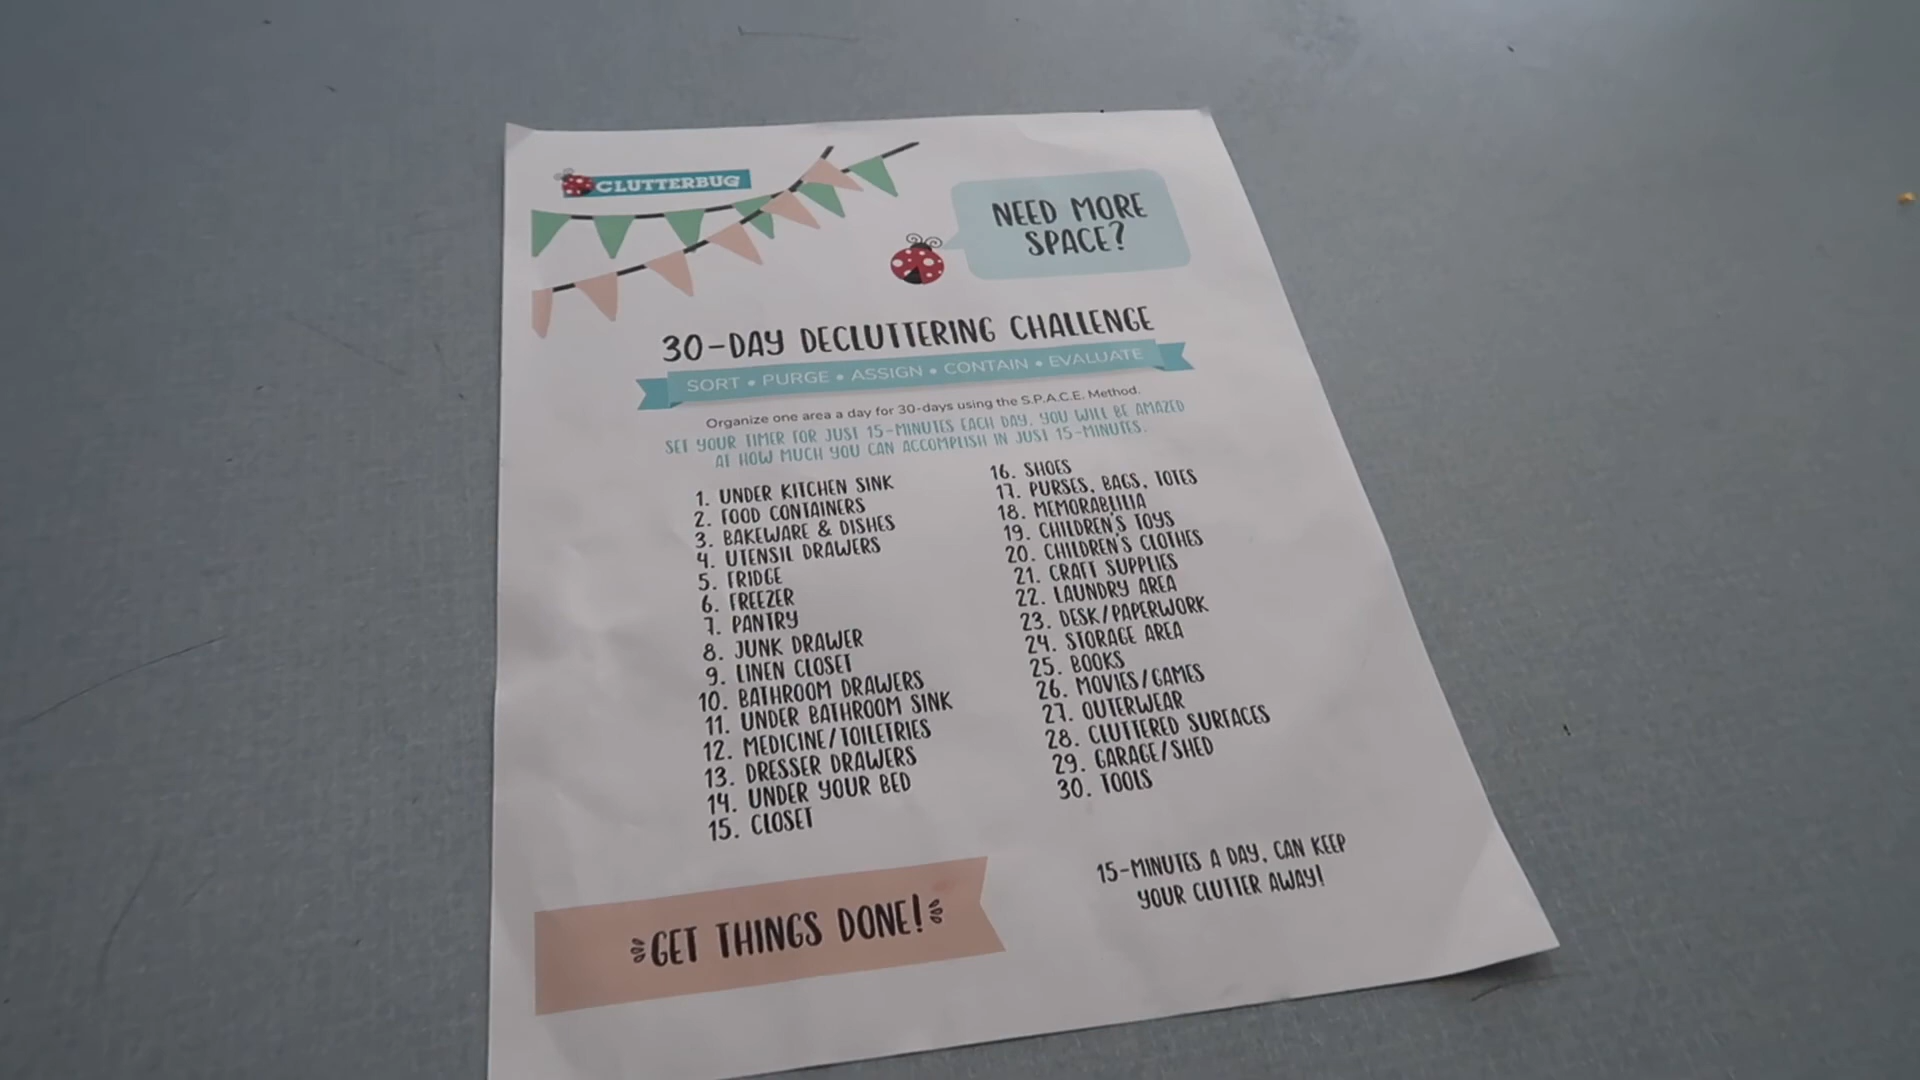 CLUTTERBUG
NEED MORE
SPACE?
30-DAY DECLUTTERING CHALLENGE
SORT • PURGE • ASSIGN • CONTAIN • EVALUATE
Organize one area a day for 30-days using the S.P.A.C.E. Method.
SET YOUR TIMER FOR JUST 15-MINUTES EACH DAY. YOU WILL BE AMAZED
AT HOW MUCH YOU CAN ACCOMPLISH IN JUST 15-MINUTES.
1. UNDER KITCHEN SINK
2. FOOD CONTAINERS
3. BAKEWARE & DISHES
4. UTENSIL DRAWERS
5. FRIDGE
6. FREEZER
7. PANTRY
8. JUNK DRAWER
9. LINEN CLOSET
10. BATHROOM DRAWERS
11. UNDER BATHROOM SINK
12. MEDICINE/TOILETRIES
13. DRESSER DRAWERS
14. UNDER YOUR BED
15. CLOSET
16. SHOES
17. PURSES, BAGS, TOTES
18. MEMORABLILIA
19. CHILDREN'S TOYS
20. CHILDREN'S CLOTHES
21. CRAFT SUPPLIES
22. LAUNDRY AREA
23. DESK/PAPERWORK
24. STORAGE AREA
25. BOOKS
26. MOVIES/GAMES
27. OUTERWEAR
28. CLUTTERED SURFACES
29. GARAGE/SHED
30. TOOLS
15-MINUTES A DAY, CAN KEEP
YOUR CLUTTER AWAY!
GET THINGS DONE!